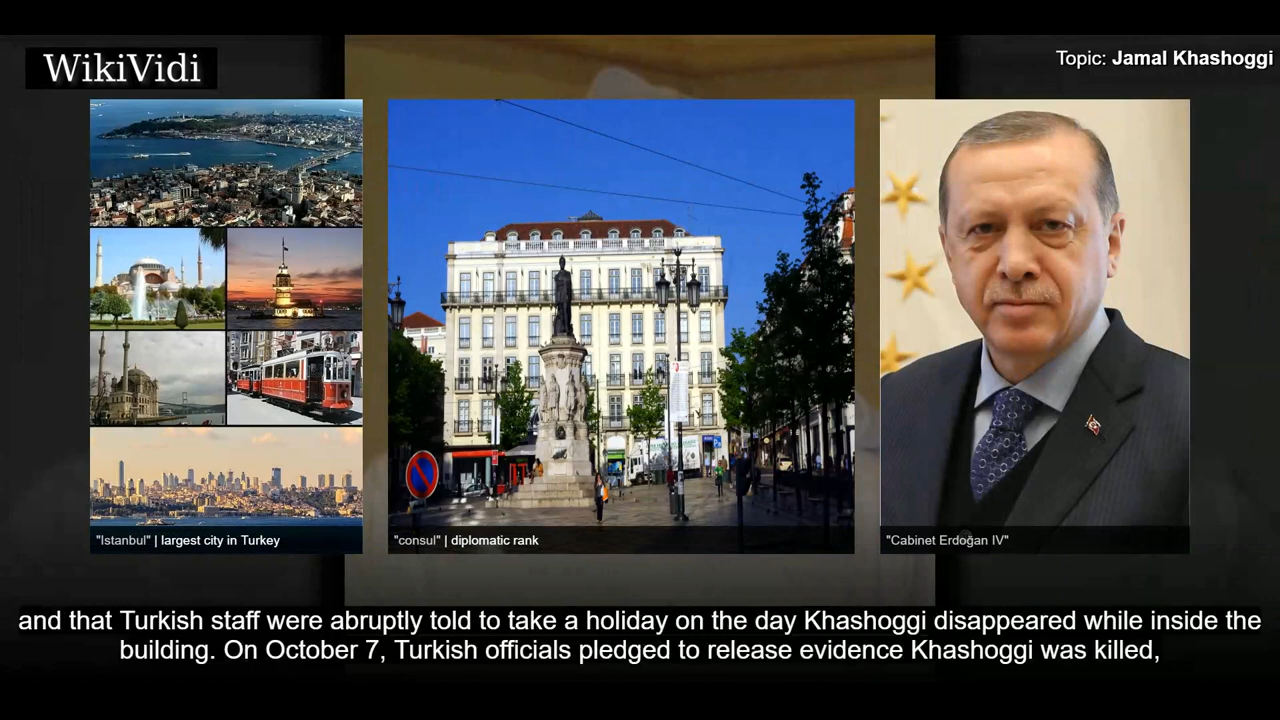 WikiVidi
Topic: Jamal Khashoggi
"Istanbul" | largest city in Turkey
"consul" | diplomatic rank
"Cabinet Erdoğan IV"
and that Turkish staff were abruptly told to take a holiday on the day Khashoggi disappeared while inside the
building. On October 7, Turkish officials pledged to release evidence Khashoggi was killed,